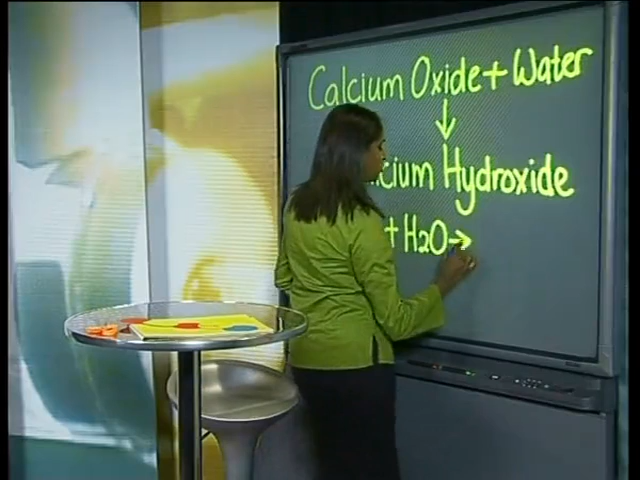 Calcium Oxide + Water
↓
cium Hydroxide
+ H2O →